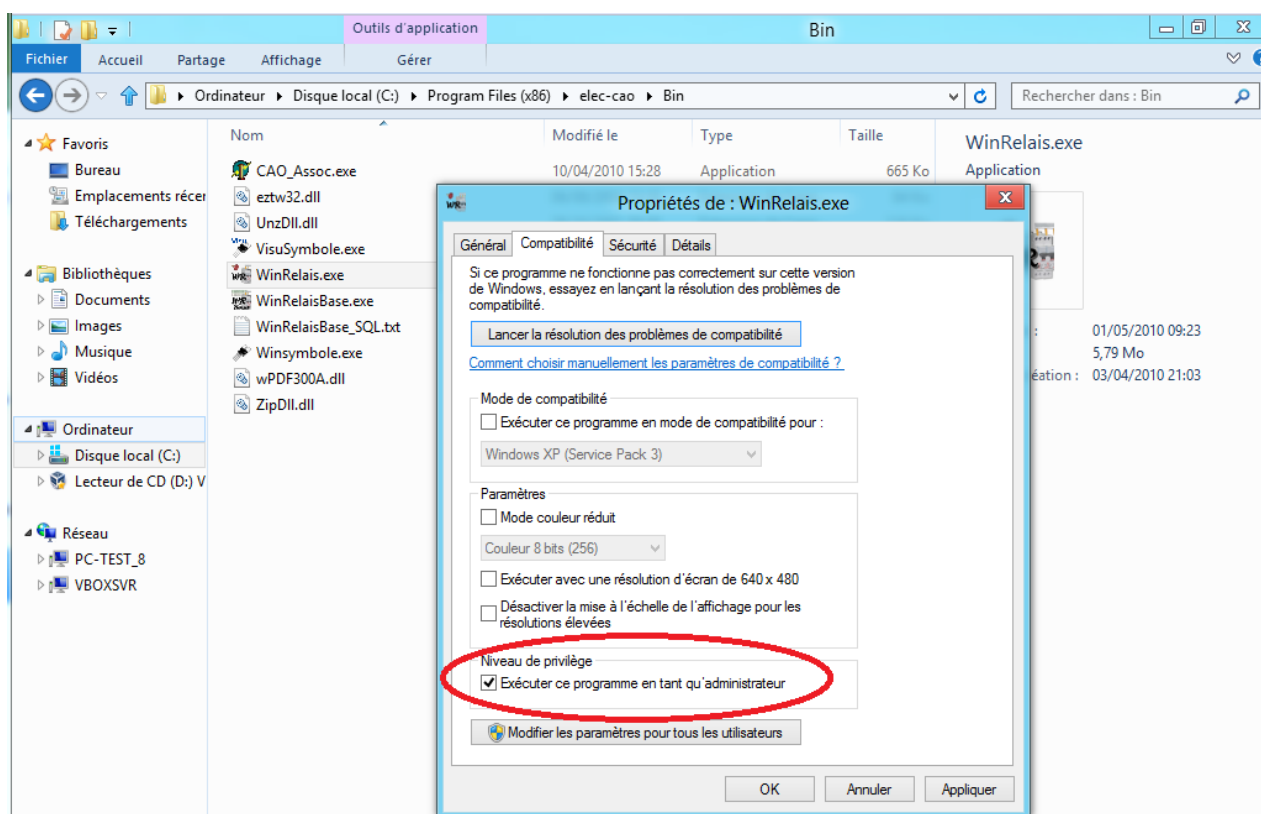 Outils d'application
Bin
Fichier Accueil Partage Affichage Gérer
Ordinateur Disque local (C:) Program Files (x86) elec-cao Bin
Rechercher dans : Bin
Favoris
Bureau
Emplacements récer
Téléchargements
Bibliothèques
Documents
Images
Musique
Vidéos
Ordinateur
Disque local (C:)
Lecteur de CD (D:) V
Réseau
PC-TEST_8
VBOXSVR
Nom Modifié le Type Taille
CAO_Assoc.exe 10/04/2010 15:28 Application 665 Ko
eztw32.dll
UnzDll.dll
VisuSymbole.exe
WinRelais.exe
WinRelaisBase.exe
WinRelaisBase_SQL.txt
Winsymbole.exe
wPDF300A.dll
ZipDll.dll
WinRelais.exe
Application
: 01/05/2010 09:23
5,79 Mo
éation : 03/04/2010 21:03
Propriétés de : WinRelais.exe
Général Compatibilité Sécurité Détails
Si ce programme ne fonctionne pas correctement sur cette version
de Windows, essayez en lançant la résolution des problèmes de
compatibilité.
Lancer la résolution des problèmes de compatibilité
Comment choisir manuellement les paramètres de compatibilité ?
Mode de compatibilité
Exécuter ce programme en mode de compatibilité pour :
Windows XP (Service Pack 3)
Paramètres
Mode couleur réduit
Couleur 8 bits (256)
Exécuter avec une résolution d'écran de 640 x 480
Désactiver la mise à l'échelle de l'affichage pour les
résolutions élevées
Niveau de privilège
Exécuter ce programme en tant qu'administrateur
Modifier les paramètres pour tous les utilisateurs
OK Annuler Appliquer